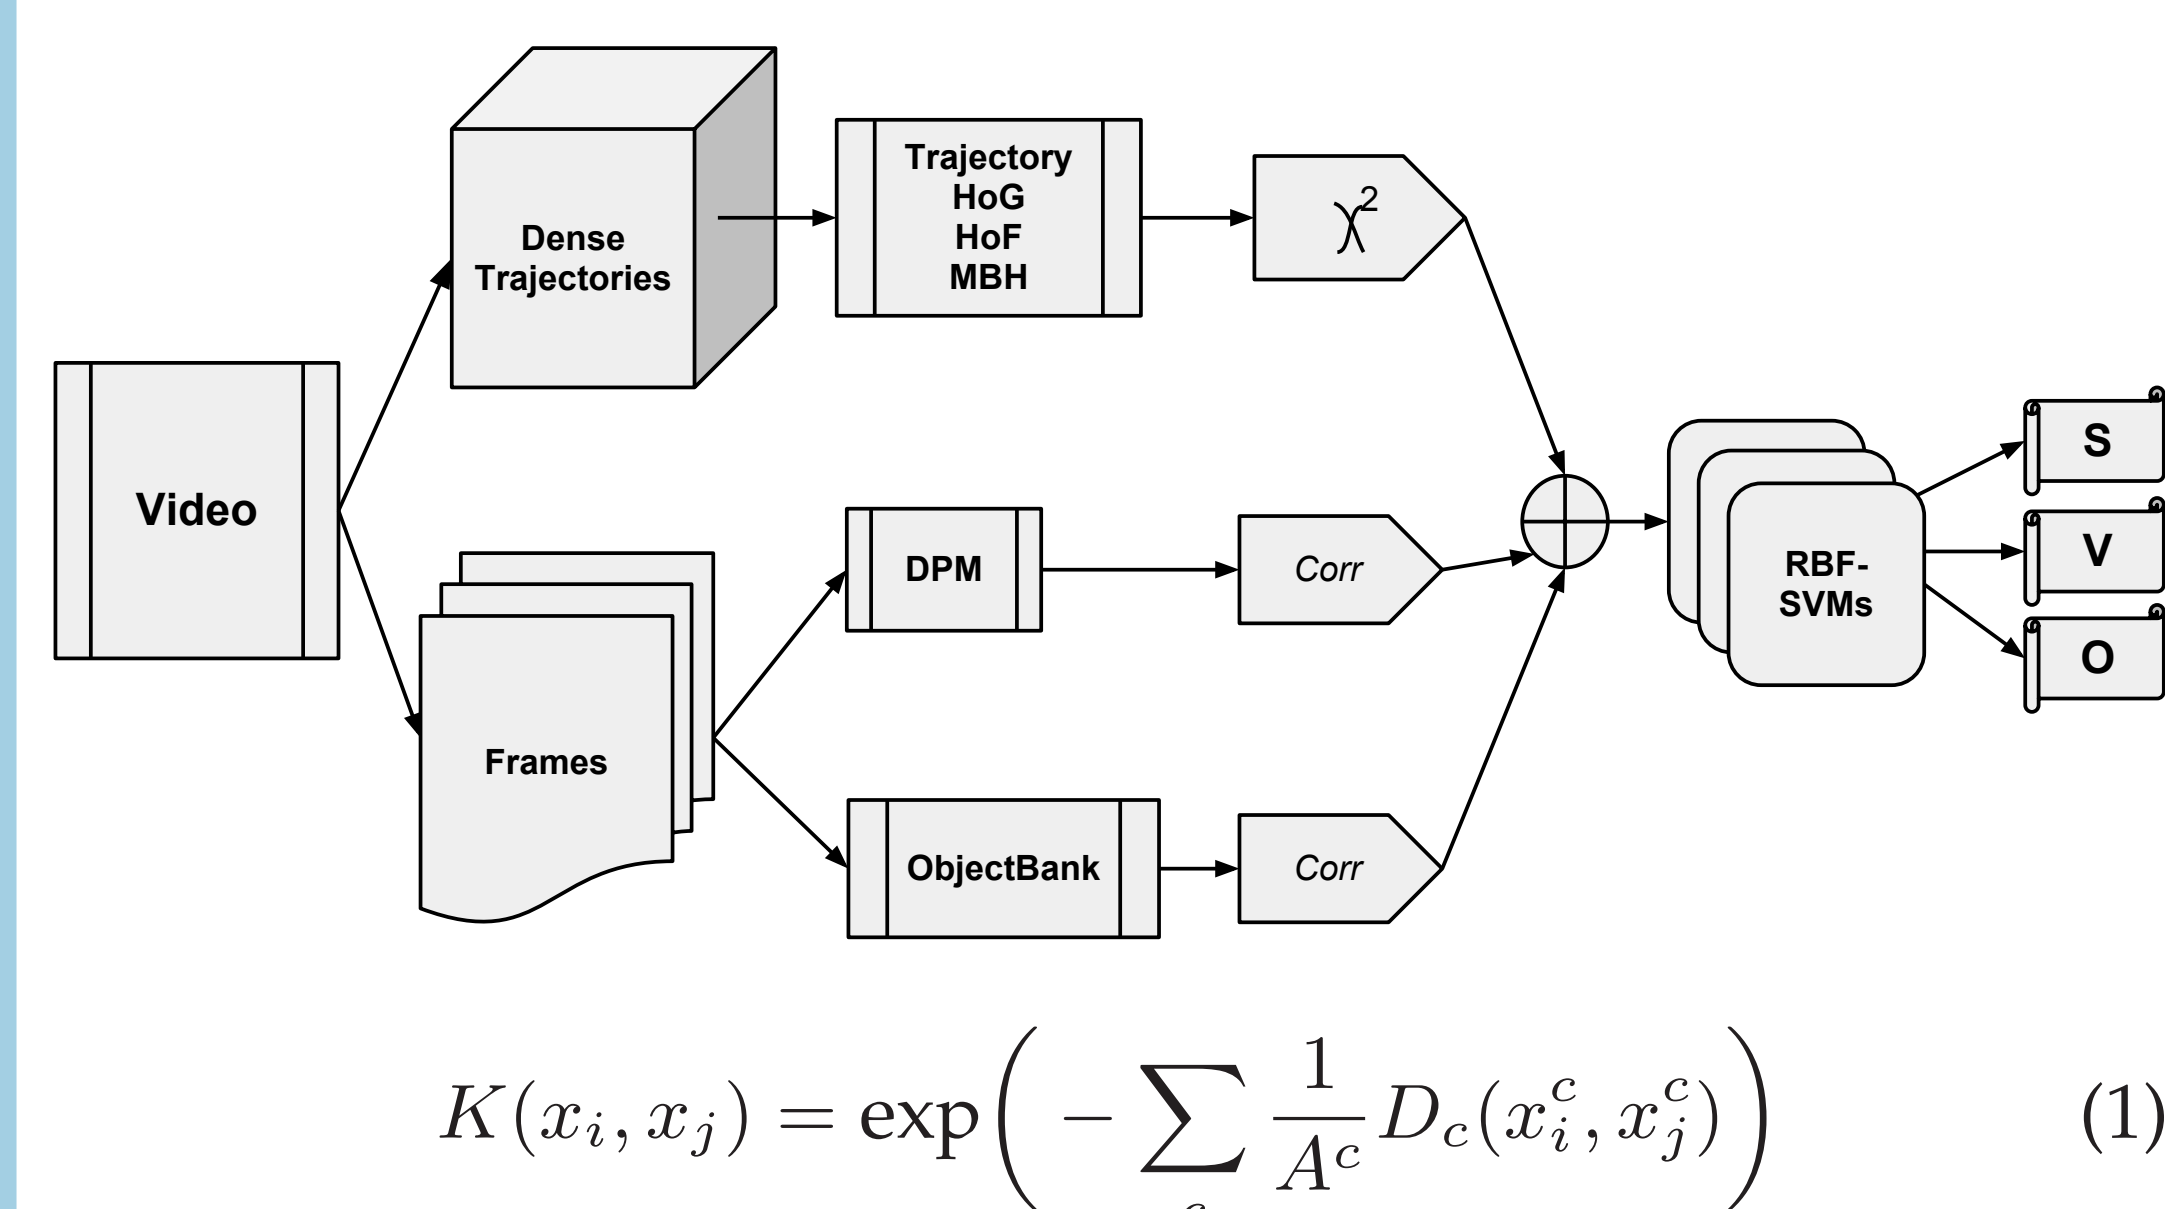 Video
Dense
Trajectories
Frames
Trajectory
HoG
HoF
MBH
DPM
ObjectBank
χ²
Corr
Corr
RBF-
SVMs
S
V
O
K(x_i, x_j) = exp( − ∑_c 1/A^c D_c(x_i^c, x_j^c) ) (1)